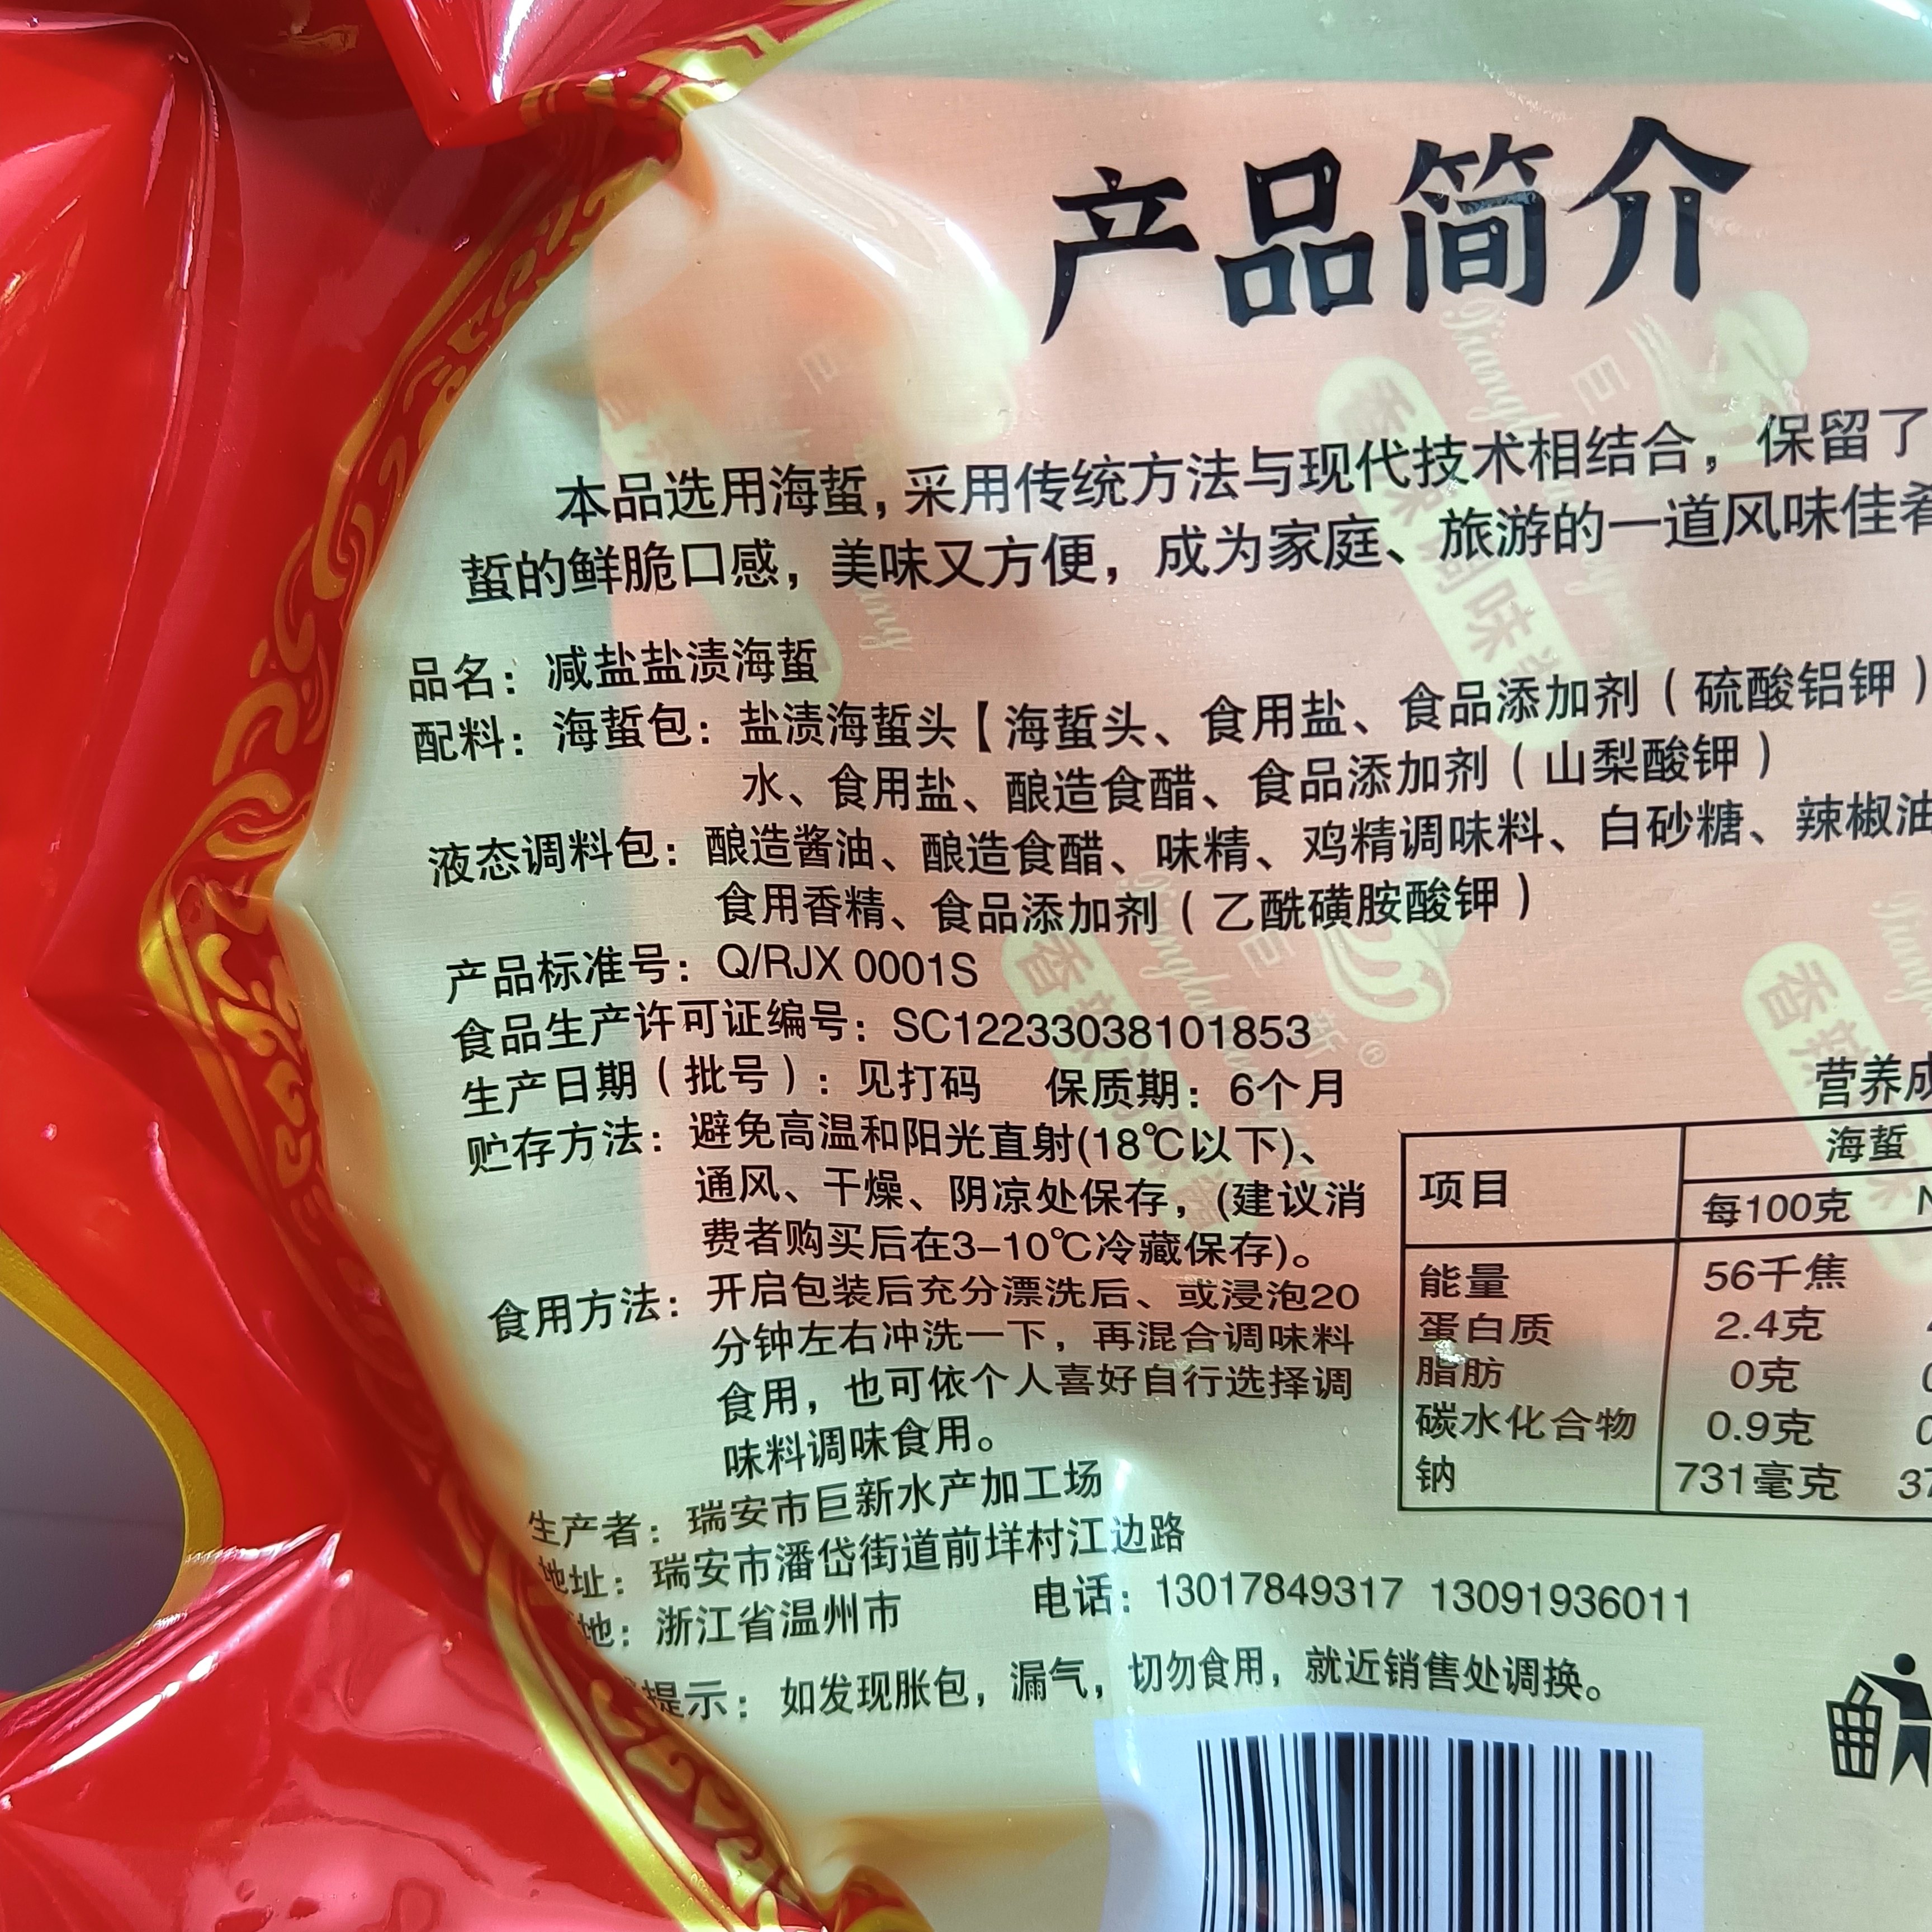 产品简介
本品选用海蜇,采用传统方法与现代技术相结合，保留了
蜇的鲜脆口感，美味又方便，成为家庭、旅游的一道风味佳肴
品名：减盐盐渍海蜇
配料：海蜇包：盐渍海蜇头【海蜇头、食用盐、食品添加剂（硫酸铝钾）
水、食用盐、酿造食醋、食品添加剂（山梨酸钾）
液态调料包：酿造酱油、酿造食醋、味精、鸡精调味料、白砂糖、辣椒油
食用香精、食品添加剂（乙酰磺胺酸钾）
产品标准号：Q/RJX 0001S
食品生产许可证编号：SC12233038101853
生产日期（批号）：见打码 保质期：6个月
贮存方法：避免高温和阳光直射(18℃以下)、
通风、干燥、阴凉处保存，(建议消
费者购买后在3-10℃冷藏保存)。
食用方法：开启包装后充分漂洗后、或浸泡20
分钟左右冲洗一下，再混合调味料
食用，也可依个人喜好自行选择调
味料调味食用。
生产者：瑞安市巨新水产加工场
地址：瑞安市潘岱街道前垟村江边路
地：浙江省温州市 电话：13017849317 13091936011
提示：如发现胀包，漏气，切勿食用，就近销售处调换。
营养成
项目 海蜇
每100克
能量 56千焦
蛋白质 2.4克
脂肪 0克
碳水化合物 0.9克
钠 731毫克 37